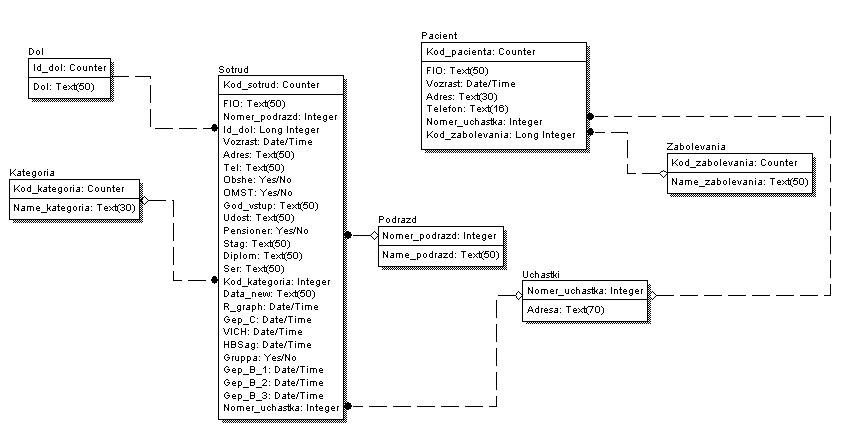 Dol
Id_dol: Counter
Dol: Text(50)
Kategoria
Kod_kategoria: Counter
Name_kategoria: Text(30)
Sotrud
Kod_sotrud: Counter
FIO: Text(50)
Nomer_podrazd: Integer
Id_dol: Long Integer
Vozrast: Date/Time
Adres: Text(50)
Tel: Text(50)
Obshe: Yes/No
OMST: Yes/No
God_vstup: Text(50)
Udost: Text(50)
Pensioner: Yes/No
Stag: Text(50)
Diplom: Text(50)
Ser: Text(50)
Kod_kategoria: Integer
Data_new: Text(50)
R_graph: Date/Time
Gep_C: Date/Time
VICH: Date/Time
HBSag: Date/Time
Gruppa: Yes/No
Gep_B_1: Date/Time
Gep_B_2: Date/Time
Gep_B_3: Date/Time
Nomer_uchastka: Integer
Pacient
Kod_pacienta: Counter
FIO: Text(50)
Vozrast: Date/Time
Adres: Text(30)
Telefon: Text(16)
Nomer_uchastka: Integer
Kod_zabolevania: Long Integer
Zabolevania
Kod_zabolevania: Counter
Name_zabolevania: Text(50)
Podrazd
Nomer_podrazd: Integer
Name_podrazd: Text(50)
Uchastki
Nomer_uchastka: Integer
Adresa: Text(70)